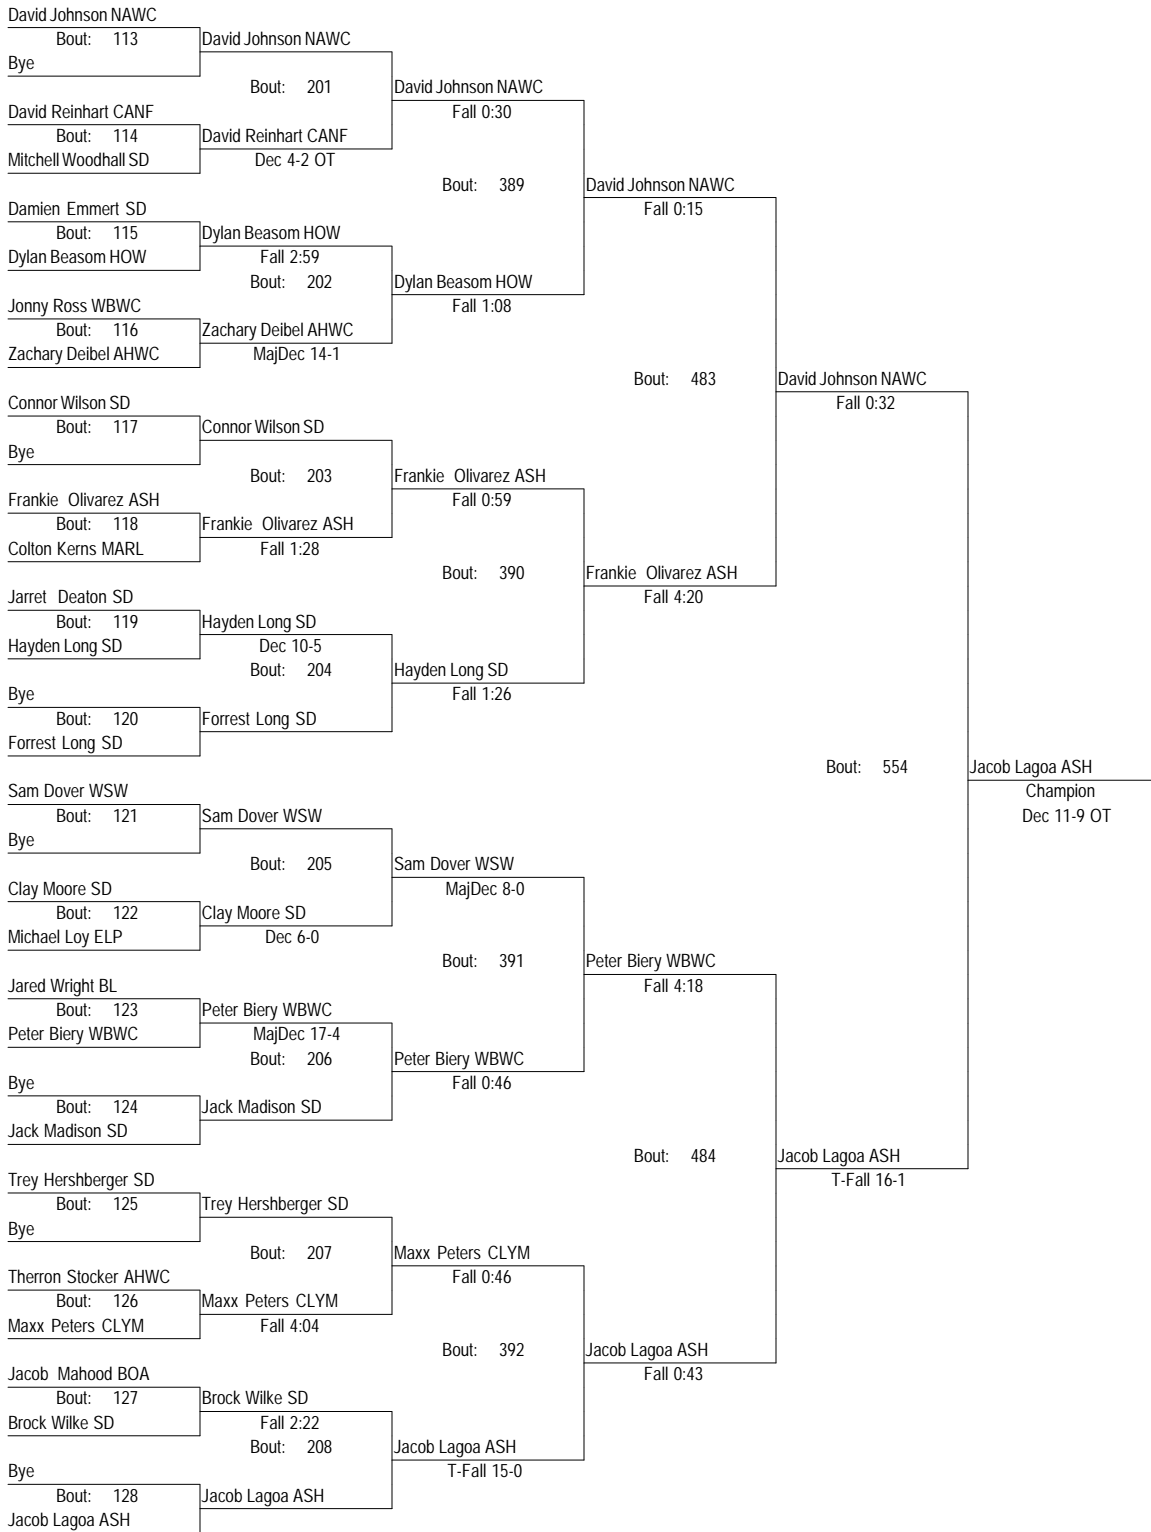 David Johnson NAWC
Bout: 113
David Johnson NAWC
Bye
Bout: 201
David Johnson NAWC
Fall 0:30
David Reinhart CANF
Bout: 114
David Reinhart CANF
Mitchell Woodhall SD
Dec 4-2 OT
Bout: 389
David Johnson NAWC
Fall 0:15
Damien Emmert SD
Bout: 115
Dylan Beasom HOW
Dylan Beasom HOW
Fall 2:59
Bout: 202
Dylan Beasom HOW
Fall 1:08
Jonny Ross WBWC
Bout: 116
Zachary Deibel AHWC
Zachary Deibel AHWC
MajDec 14-1
Bout: 483
David Johnson NAWC
Fall 0:32
Connor Wilson SD
Bout: 117
Connor Wilson SD
Bye
Bout: 203
Frankie Olivarez ASH
Fall 0:59
Frankie Olivarez ASH
Bout: 118
Frankie Olivarez ASH
Colton Kerns MARL
Fall 1:28
Bout: 390
Frankie Olivarez ASH
Fall 4:20
Jarret Deaton SD
Bout: 119
Hayden Long SD
Hayden Long SD
Dec 10-5
Bout: 204
Hayden Long SD
Fall 1:26
Bye
Bout: 120
Forrest Long SD
Forrest Long SD
Bout: 554
Jacob Lagoa ASH
Champion
Dec 11-9 OT
Sam Dover WSW
Bout: 121
Sam Dover WSW
Bye
Bout: 205
Sam Dover WSW
MajDec 8-0
Clay Moore SD
Bout: 122
Clay Moore SD
Michael Loy ELP
Dec 6-0
Bout: 391
Peter Biery WBWC
Fall 4:18
Jared Wright BL
Bout: 123
Peter Biery WBWC
Peter Biery WBWC
MajDec 17-4
Bout: 206
Peter Biery WBWC
Fall 0:46
Bye
Bout: 124
Jack Madison SD
Jack Madison SD
Bout: 484
Jacob Lagoa ASH
T-Fall 16-1
Trey Hershberger SD
Bout: 125
Trey Hershberger SD
Bye
Bout: 207
Maxx Peters CLYM
Fall 0:46
Therron Stocker AHWC
Bout: 126
Maxx Peters CLYM
Maxx Peters CLYM
Fall 4:04
Bout: 392
Jacob Lagoa ASH
Fall 0:43
Jacob Mahood BOA
Bout: 127
Brock Wilke SD
Brock Wilke SD
Fall 2:22
Bout: 208
Jacob Lagoa ASH
T-Fall 15-0
Bye
Bout: 128
Jacob Lagoa ASH
Jacob Lagoa ASH